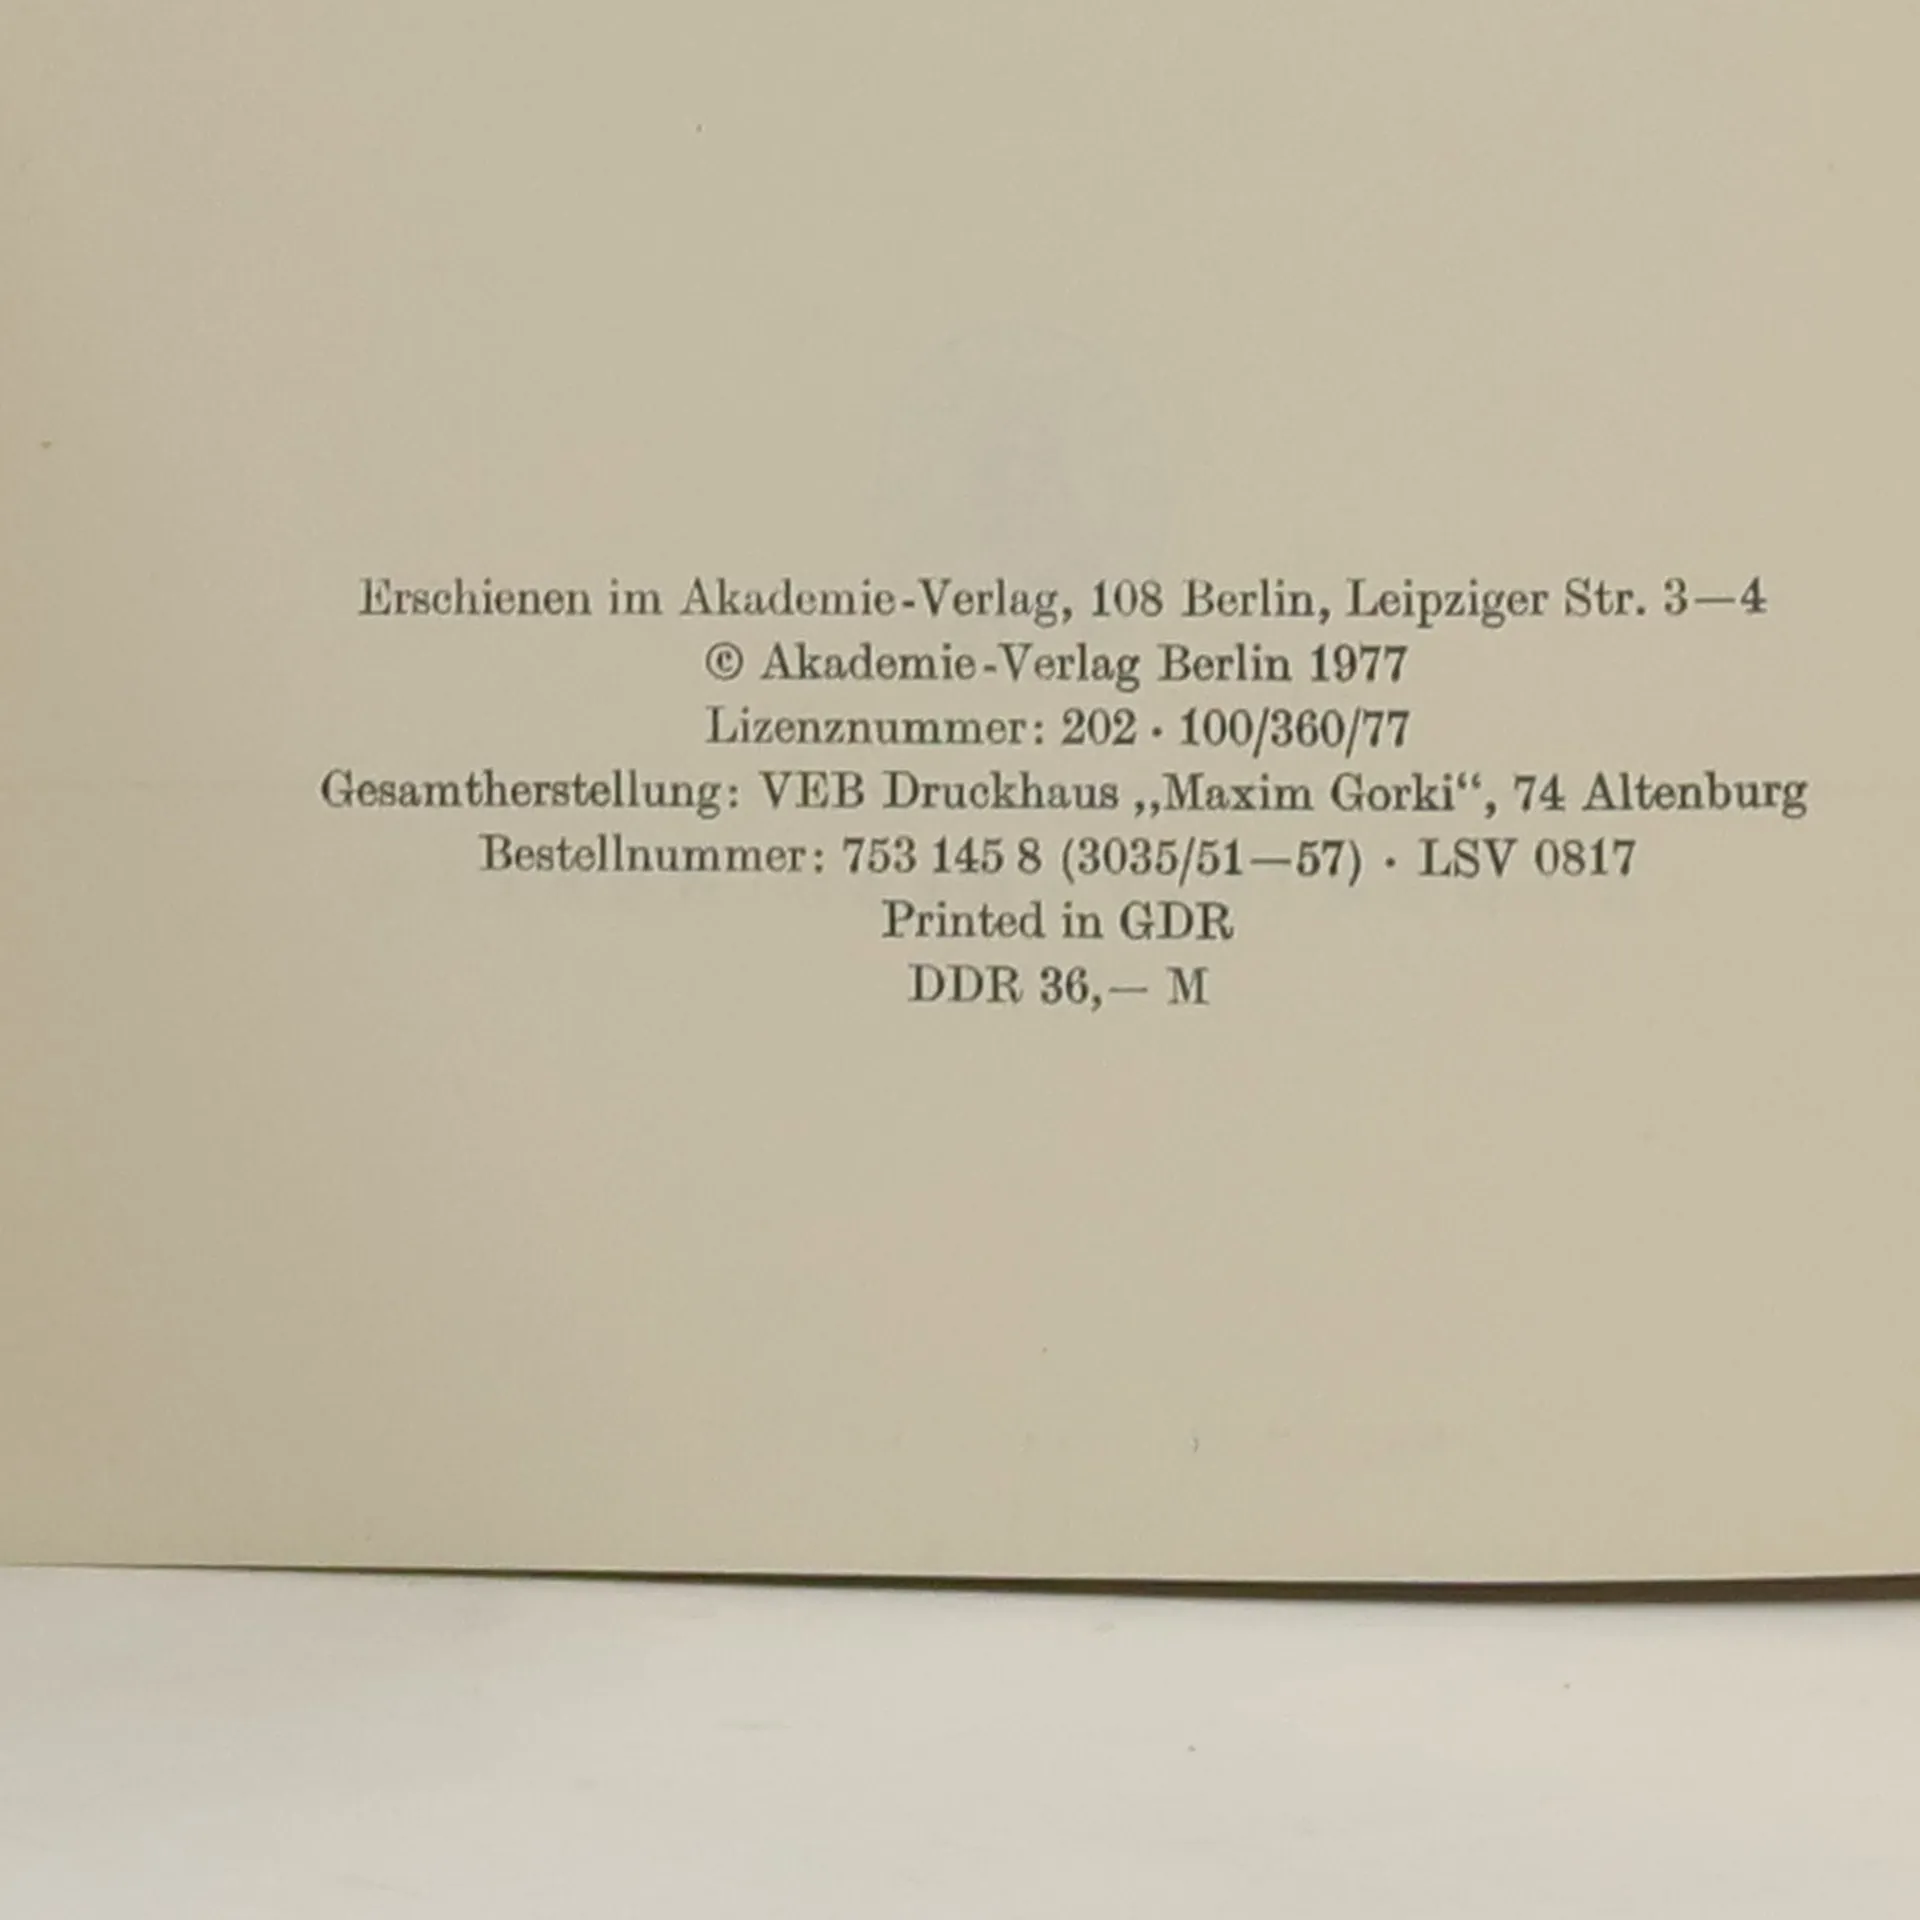 Erschienen im Akademie-Verlag, 108 Berlin, Leipziger Str. 3—4
© Akademie-Verlag Berlin 1977
Lizenznummer: 202 · 100/360/77
Gesamtherstellung: VEB Druckhaus „Maxim Gorki“, 74 Altenburg
Bestellnummer: 753 145 8 (3035/51—57) · LSV 0817
Printed in GDR
DDR 36,— M